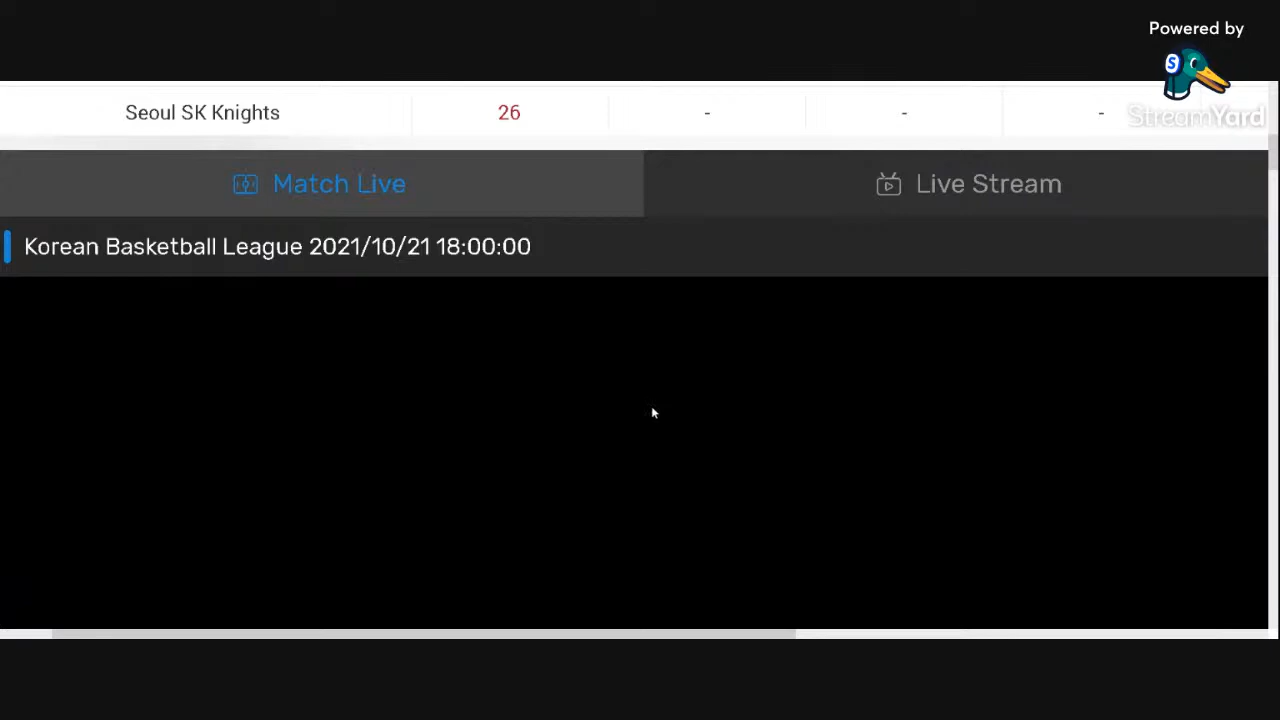 Powered by
S
StreamYard
Seoul SK Knights 26 - - -
Match Live Live Stream
Korean Basketball League 2021/10/21 18:00:00